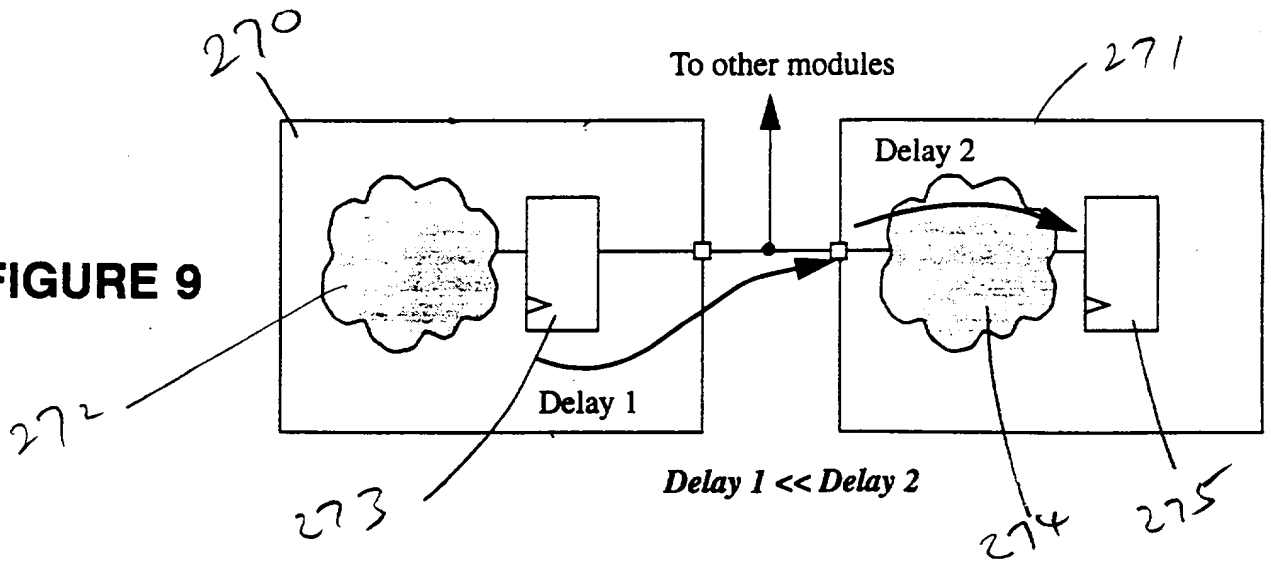 270
To other modules
271
Delay 2
FIGURE 9
Delay 1
272
Delay 1 << Delay 2
273
274
275